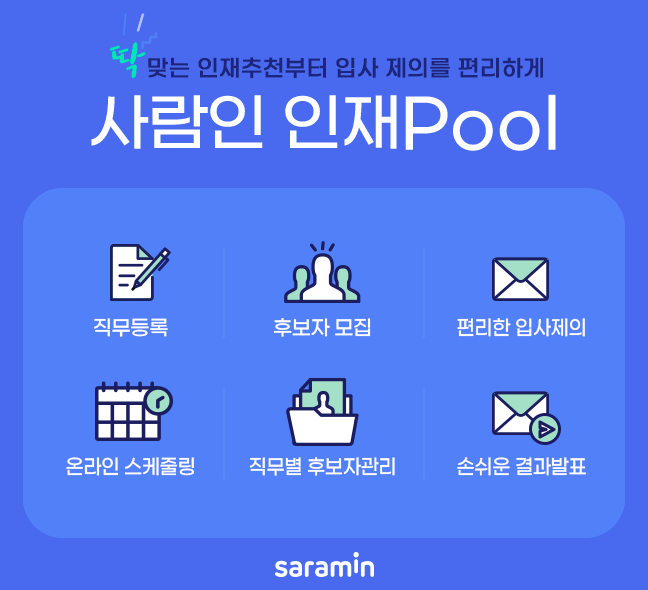 딱 맞는 인재추천부터 입사 제의를 편리하게
사람인 인재Pool
직무등록
후보자 모집
편리한 입사제의
온라인 스케줄링
직무별 후보자관리
손쉬운 결과발표
saramin